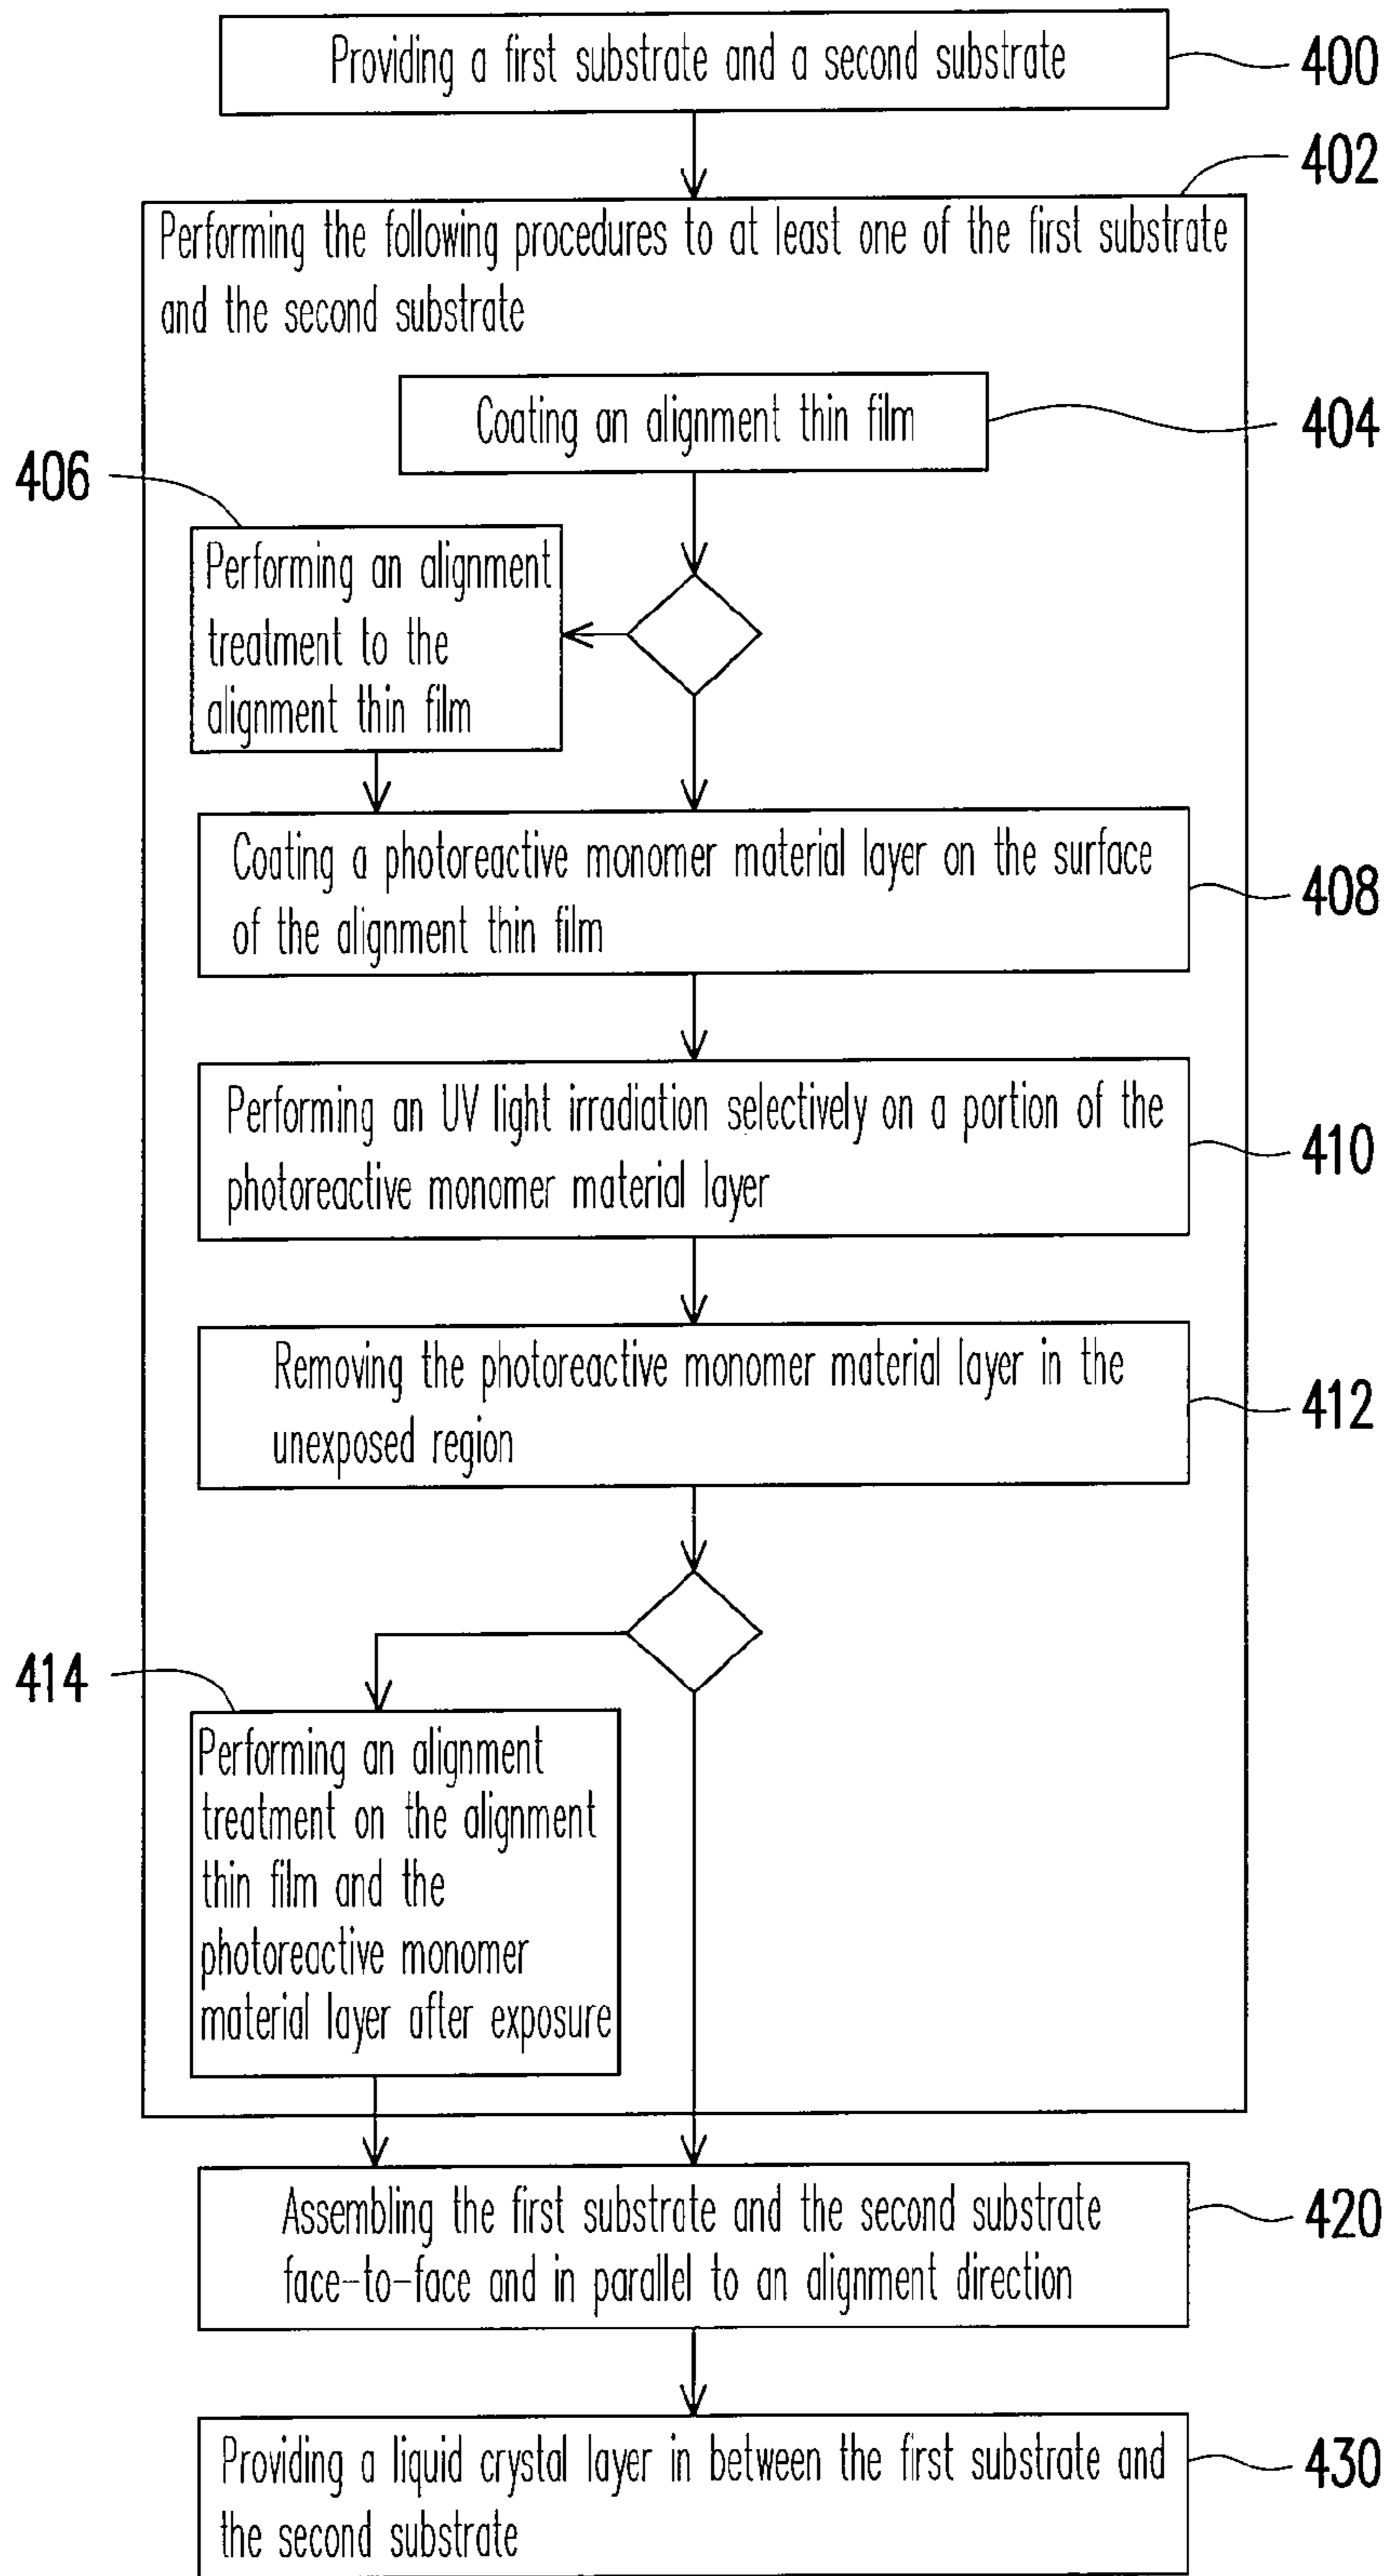 Providing a first substrate and a second substrate
400
402
Performing the following procedures to at least one of the first substrate
and the second substrate
Coating an alignment thin film
404
406
Performing an alignment
treatment to the
alignment thin film
Coating a photoreactive monomer material layer on the surface
of the alignment thin film
408
Performing an UV light irradiation selectively on a portion of the
photoreactive monomer material layer
410
Removing the photoreactive monomer material layer in the
unexposed region
412
414
Performing an alignment
treatment on the alignment
thin film and the
photoreactive monomer
material layer after exposure
Assembling the first substrate and the second substrate
face-to-face and in parallel to an alignment direction
420
Providing a liquid crystal layer in between the first substrate and
the second substrate
430